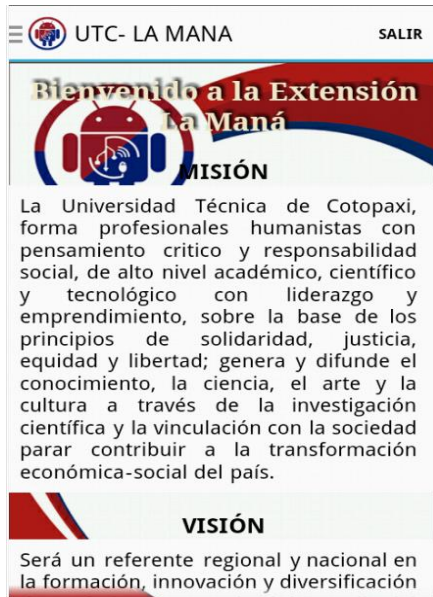 UTC- LA MANA
SALIR
Bienvenido a la Extensión
La Maná
MISIÓN
La Universidad Técnica de Cotopaxi,
forma profesionales humanistas con
pensamiento critico y responsabilidad
social, de alto nivel académico, científico
y tecnológico con liderazgo y
emprendimiento, sobre la base de los
principios de solidaridad, justicia,
equidad y libertad; genera y difunde el
conocimiento, la ciencia, el arte y la
cultura a través de la investigación
científica y la vinculación con la sociedad
parar contribuir a la transformación
económica-social del país.
VISIÓN
Será un referente regional y nacional en
la formación, innovación y diversificación